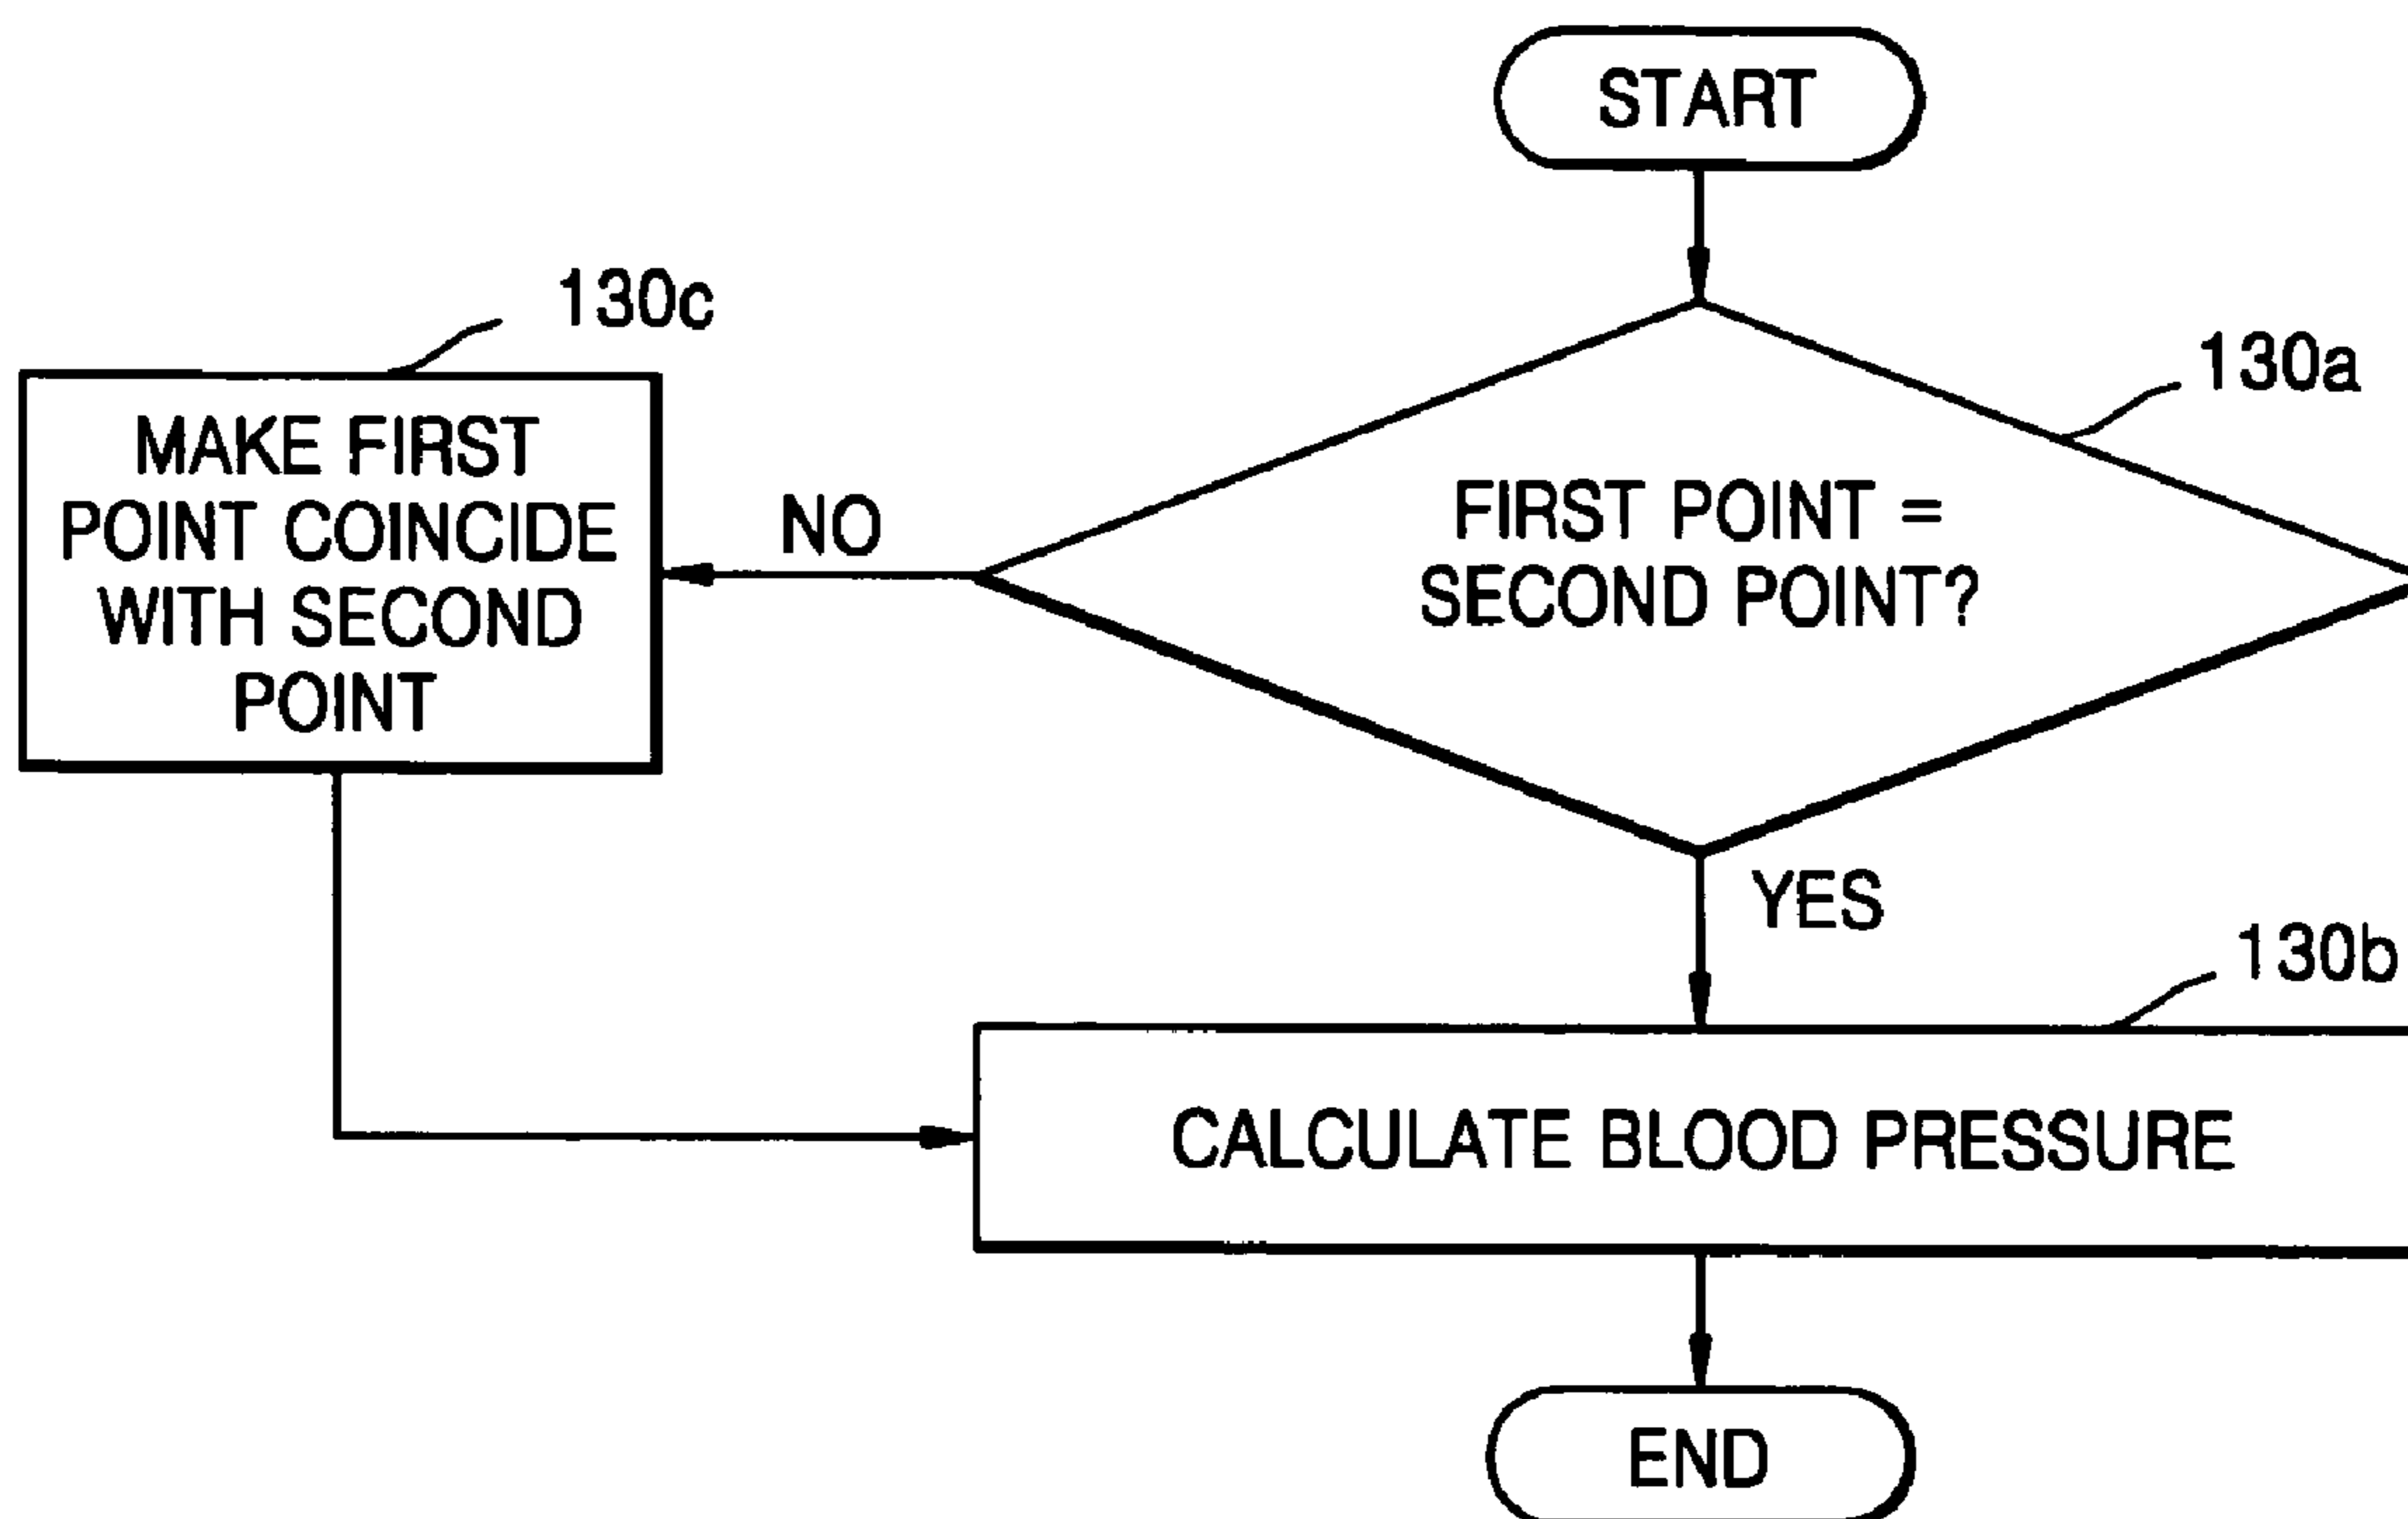 START
130c
130a
MAKE FIRST
POINT COINCIDE
WITH SECOND
POINT
NO
FIRST POINT =
SECOND POINT?
YES
130b
CALCULATE BLOOD PRESSURE
END